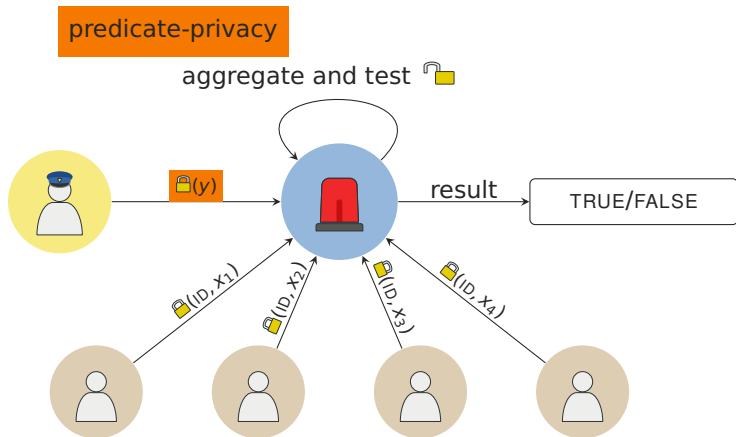 predicate-privacy
aggregate and test
(y)
result
TRUE/FALSE
(ID, x₁)
(ID, x₂)
(ID, x₃)
(ID, x₄)